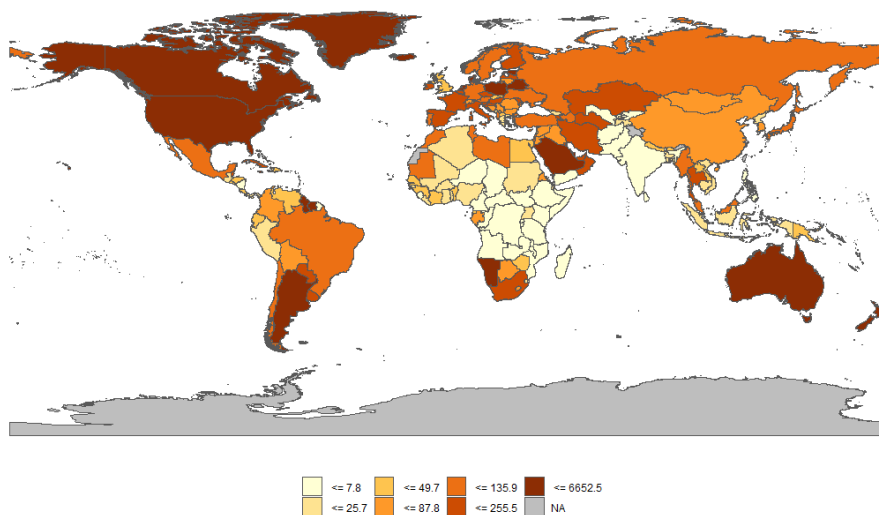 <= 7.8 <= 49.7 <= 135.9 <= 6652.5
<= 25.7 <= 87.8 <= 255.5 NA